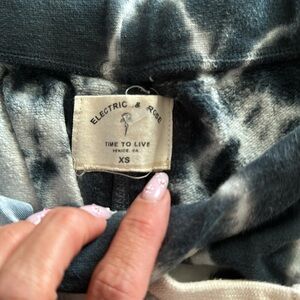 ELECTRIC & ROSE
TIME TO LIVE
VENICE, CA
XS